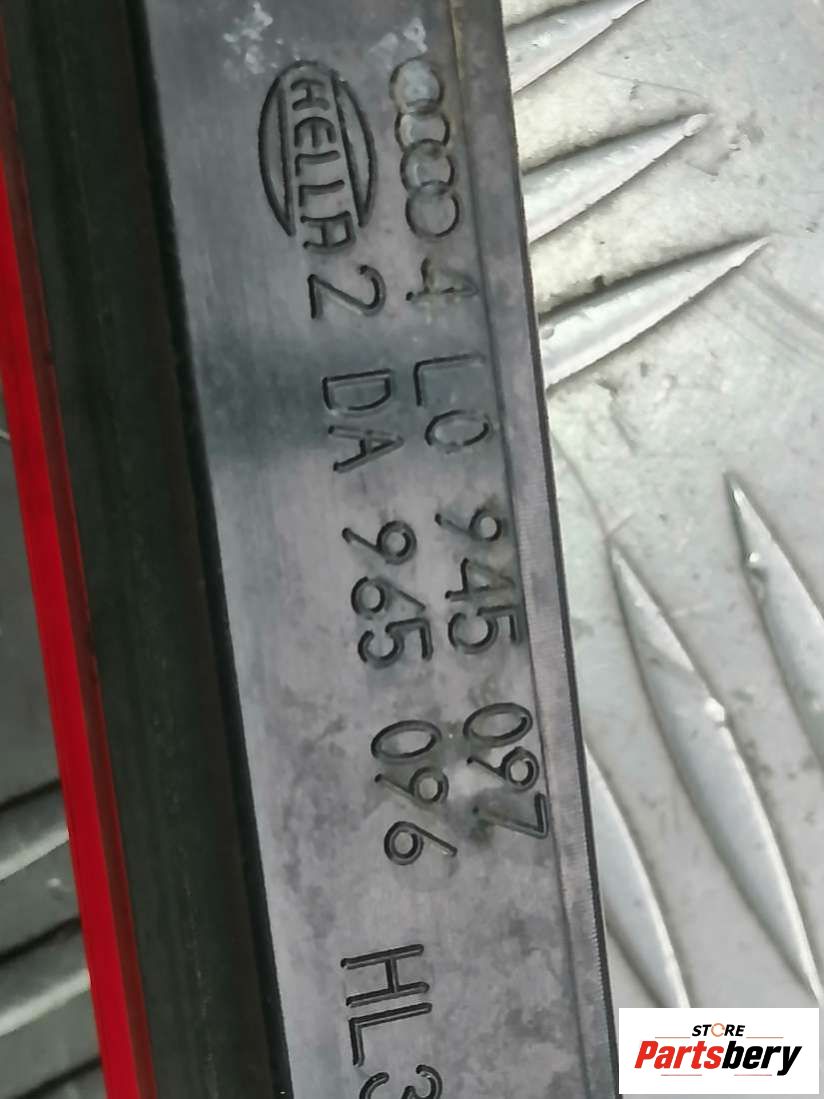 4L0 945 097
HELLA
2DA 965 096
HL3
STORE
Partsbery